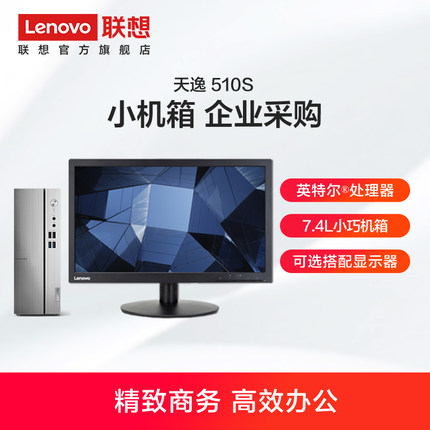 Lenovo 联想
联想官方旗舰店
天逸 510S
小机箱 企业采购
英特尔®处理器
7.4L小巧机箱
可选搭配显示器
Lenovo
精致商务 高效办公